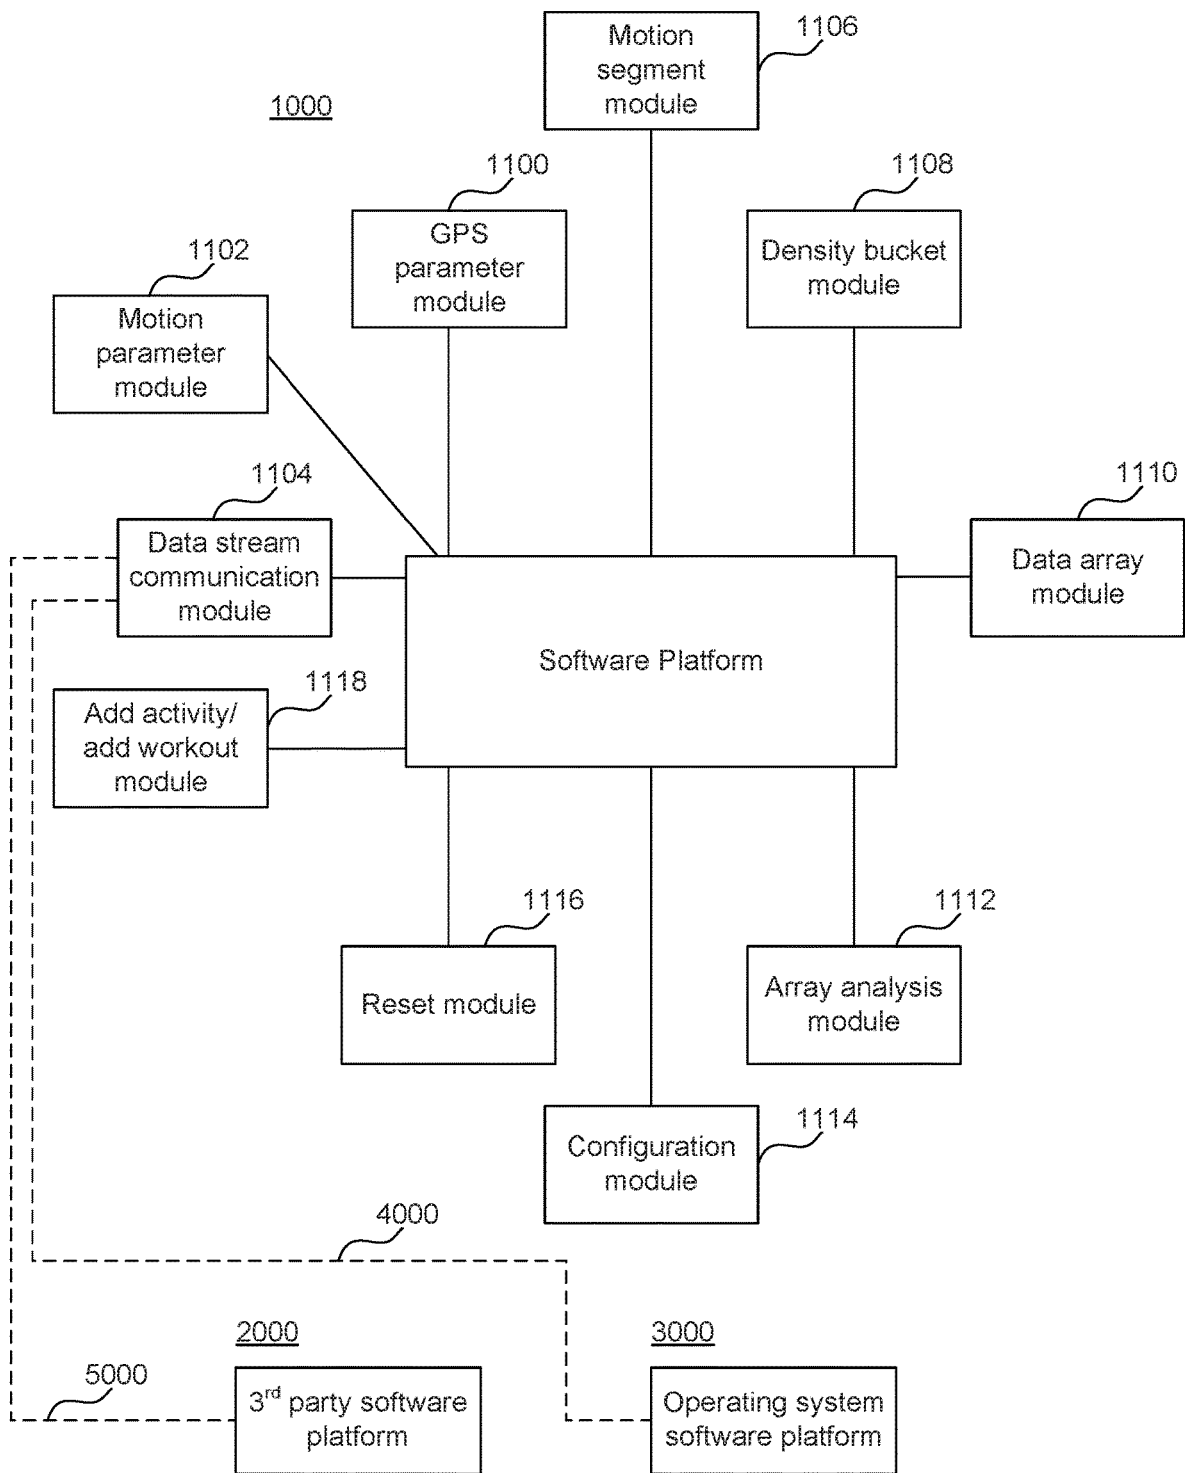 1106
Motion
segment
module
1000
1100
GPS
parameter
module
1108
Density bucket
module
1102
Motion
parameter
module
1104
Data stream
communication
module
1110
Data array
module
Software Platform
1118
Add activity/
add workout
module
1116
Reset module
1112
Array analysis
module
1114
Configuration
module
4000
2000
3000
5000
3rd party software
platform
Operating system
software platform